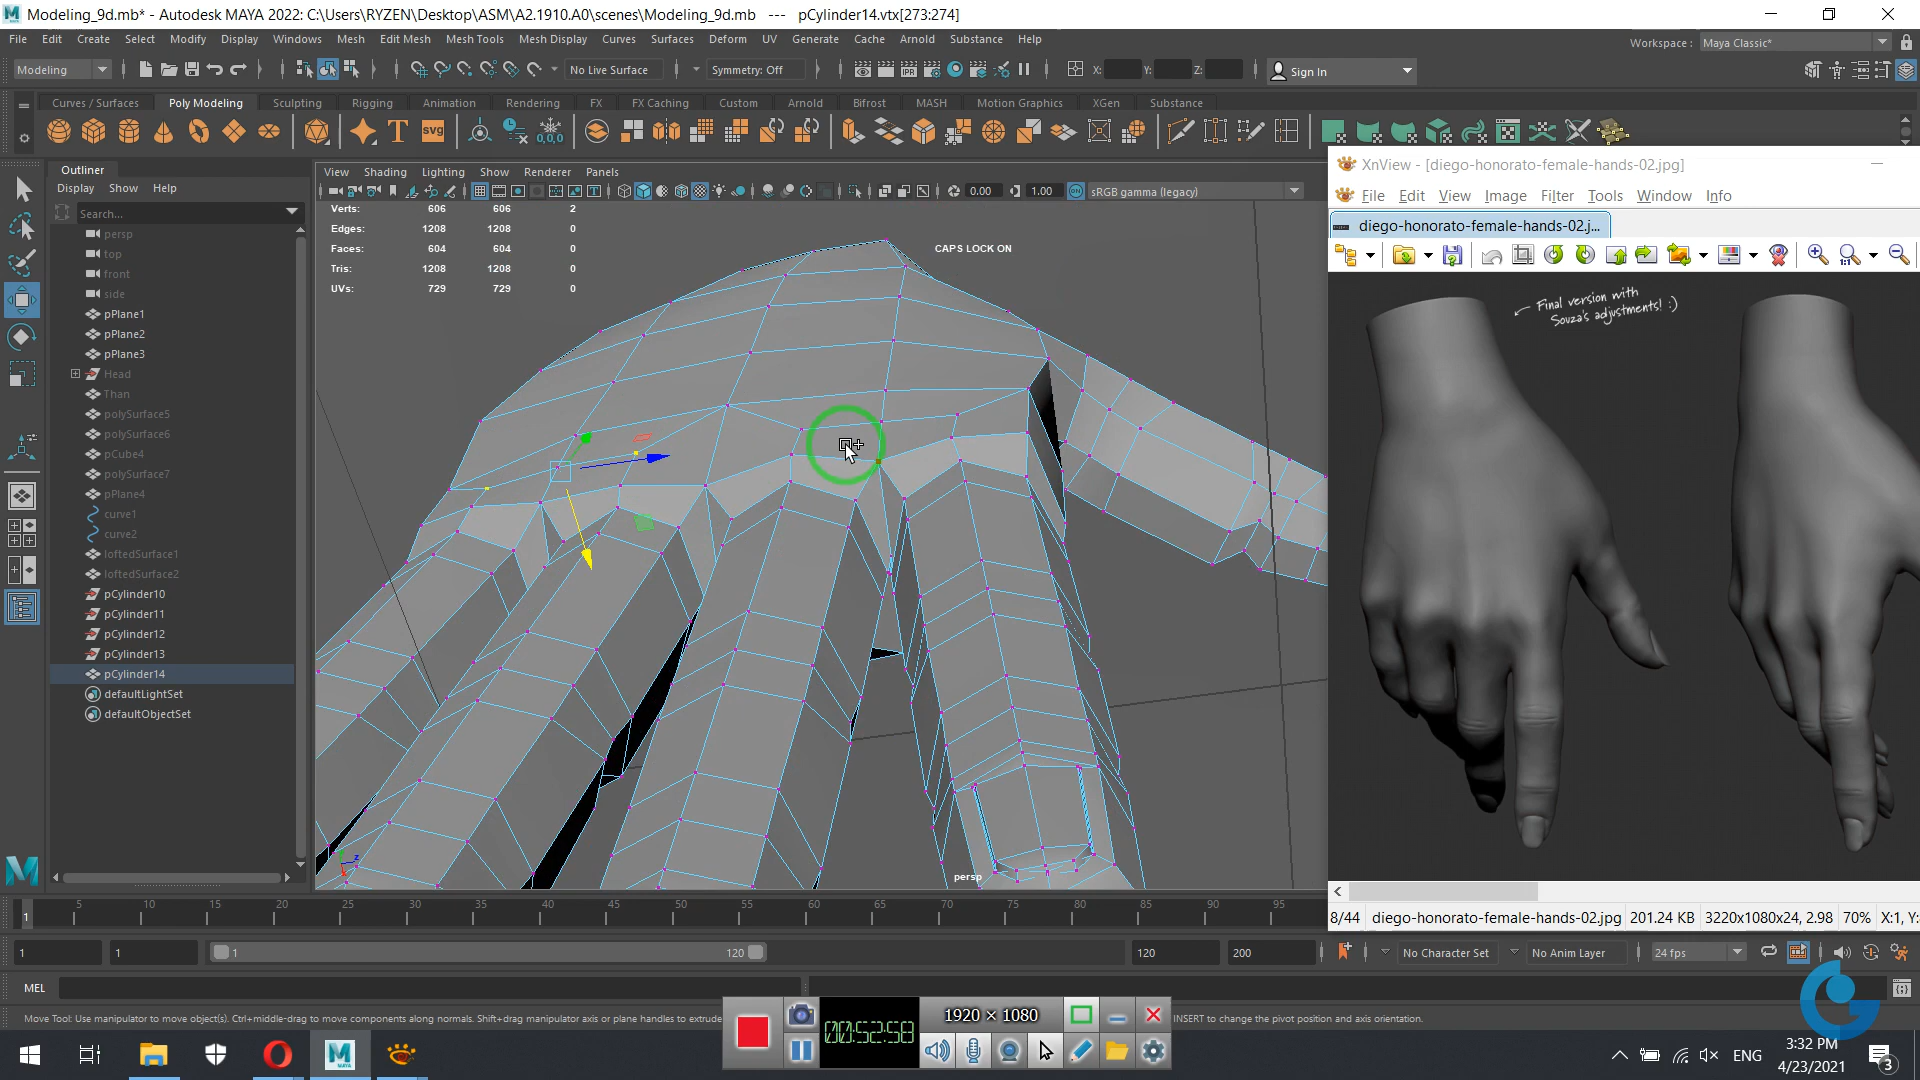 Modeling_9d.mb* - Autodesk MAYA 2022: C:\Users\RYZEN\Desktop\ASM\A2.1910.A0\scenes\Modeling_9d.mb --- pCylinder14.vtx[273:274]
File Edit Create Select Modify Display Windows Mesh Edit Mesh Mesh Tools Mesh Display Curves Surfaces Deform UV Generate Cache Arnold Substance Help
Workspace : Maya Classic*
Modeling
No Live Surface
Symmetry: Off
IPR
X: Y: Z:
Sign In
Curves / Surfaces Poly Modeling Sculpting Rigging Animation Rendering FX FX Caching Custom Arnold Bifrost MASH Motion Graphics XGen Substance
T svg 0,0,0
Outliner
Display Show Help
Search...
persp
top
front
side
pPlane1
pPlane2
pPlane3
Head
Than
polySurface5
polySurface6
pCube4
polySurface7
pPlane4
curve1
curve2
loftedSurface1
loftedSurface2
pCylinder10
pCylinder11
pCylinder12
pCylinder13
pCylinder14
defaultLightSet
defaultObjectSet
View Shading Lighting Show Renderer Panels
0.00 1.00 ON sRGB gamma (legacy)
Verts: 606 606 2
Edges: 1208 1208 0
Faces: 604 604 0
Tris: 1208 1208 0
UVs: 729 729 0
CAPS LOCK ON
persp
XnView - [diego-honorato-female-hands-02.jpg]
File Edit View Image Filter Tools Window Info
diego-honorato-female-hands-02.j...
1:1
Final version with
Souza's adjustments! :)
8/44 diego-honorato-female-hands-02.jpg 201.24 KB 3220x1080x24, 2.98 70% X:1, Y:
1 5 10 15 20 25 30 35 40 45 50 55 60 65 70 75 80 85 90 95
1 1 1 120 120 200 No Character Set No Anim Layer 24 fps
MEL
Move Tool: Use manipulator to move object(s). Ctrl+middle-drag to move components along normals. Shift+drag manipulator axis or plane handles to extrude
INSERT to change the pivot position and axis orientation.
00:52:58
1920 × 1080
MAYA
ENG
3:32 PM
4/23/2021
3